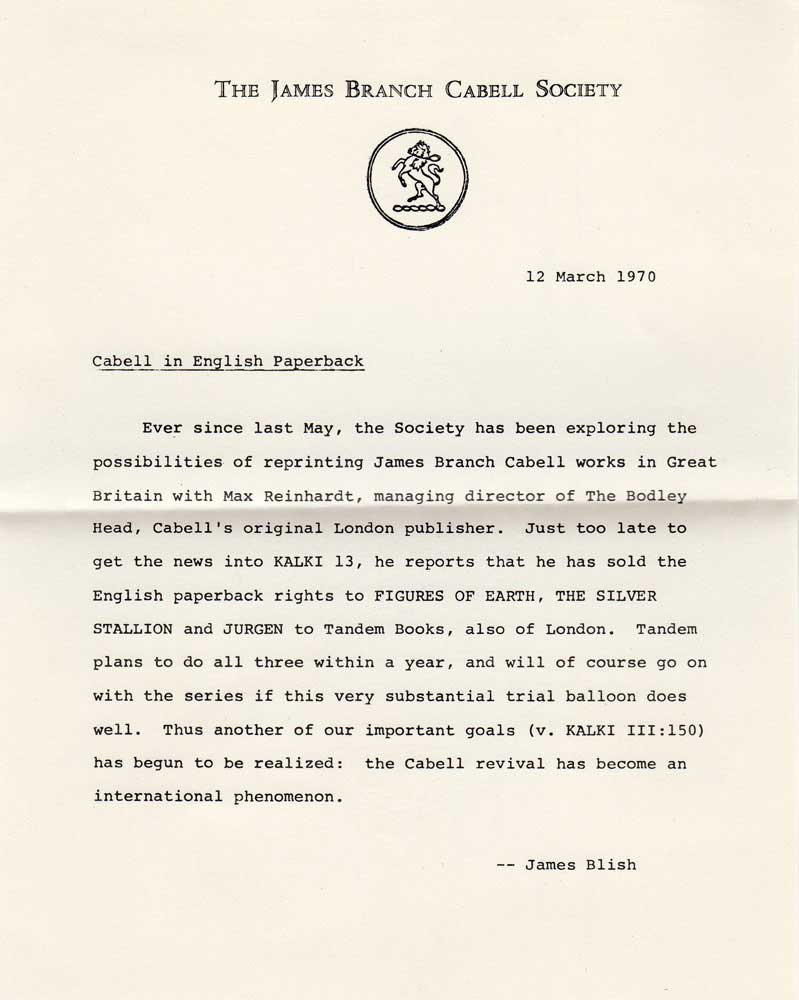 THE JAMES BRANCH CABELL SOCIETY
12 March 1970
Cabell in English Paperback
Ever since last May, the Society has been exploring the
possibilities of reprinting James Branch Cabell works in Great
Britain with Max Reinhardt, managing director of The Bodley
Head, Cabell's original London publisher.  Just too late to
get the news into KALKI 13, he reports that he has sold the
English paperback rights to FIGURES OF EARTH, THE SILVER
STALLION and JURGEN to Tandem Books, also of London.  Tandem
plans to do all three within a year, and will of course go on
with the series if this very substantial trial balloon does
well.  Thus another of our important goals (v. KALKI III:150)
has begun to be realized:  the Cabell revival has become an
international phenomenon.
-- James Blish